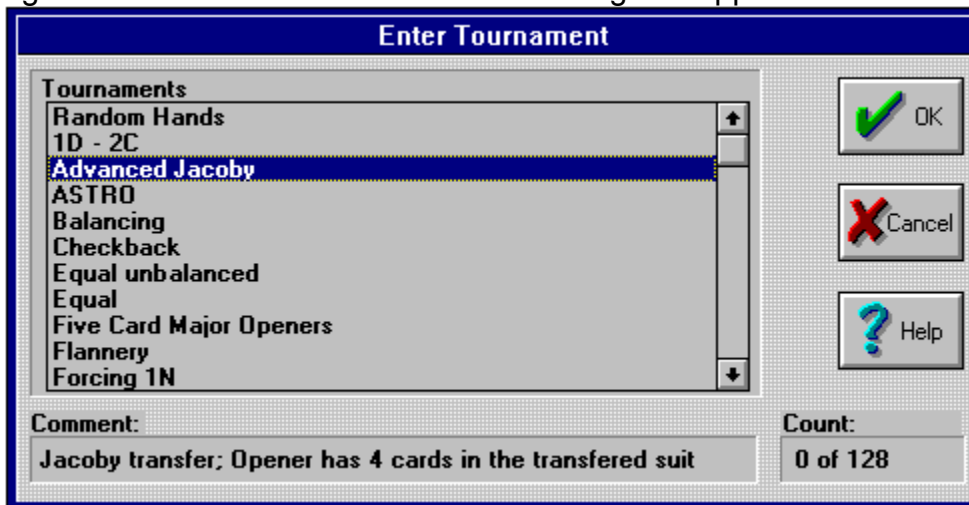 Enter Tournament
Tournaments
Random Hands
1D - 2C
Advanced Jacoby
ASTRO
Balancing
Checkback
Equal unbalanced
Equal
Five Card Major Openers
Flannery
Forcing 1N
OK
Cancel
Help
Comment:
Jacoby transfer; Opener has 4 cards in the transfered suit
Count:
0 of 128